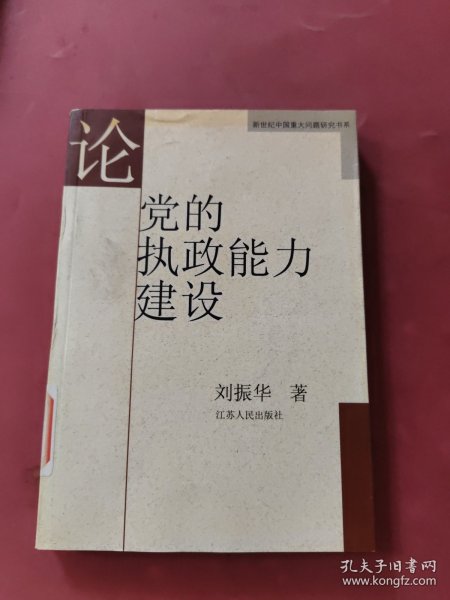 新世纪中国重大问题研究书系
论
党的
执政能力
建设
刘振华 著
江苏人民出版社
孔夫子旧书网
www.kongfz.com